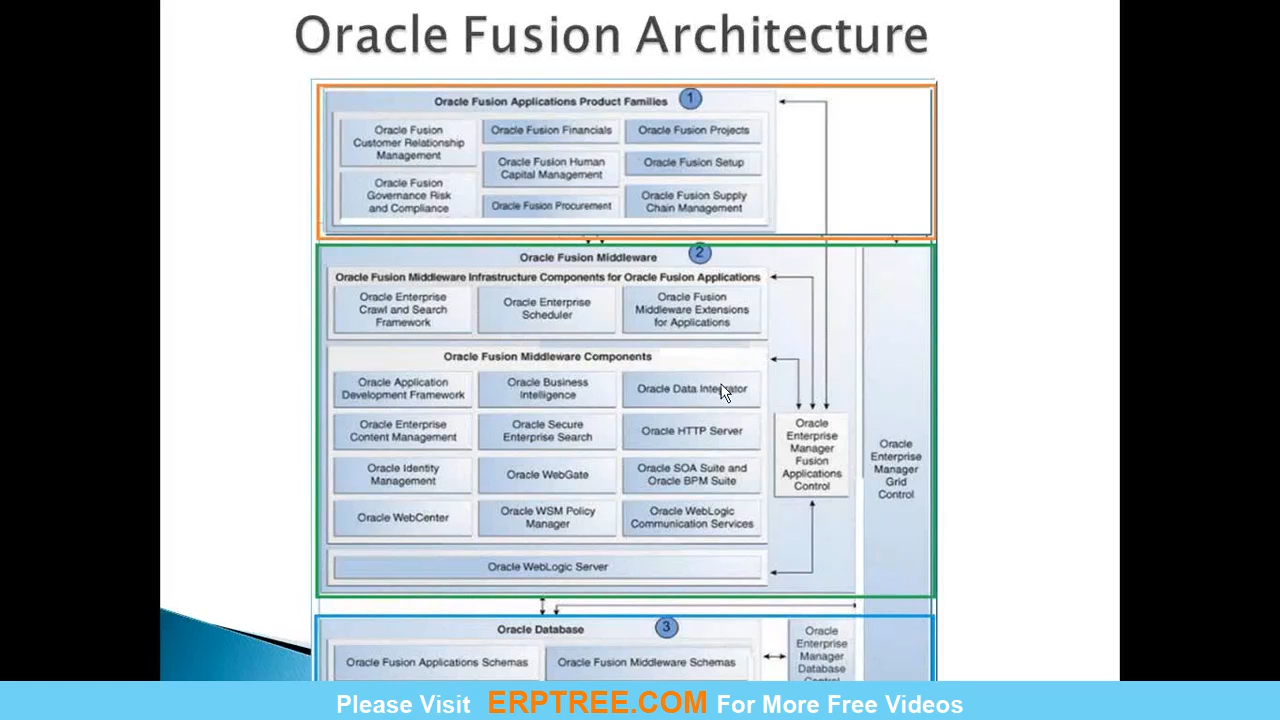 Oracle Fusion Architecture
Oracle Fusion Applications Product Families
1
Oracle Fusion
Customer Relationship
Management
Oracle Fusion Financials
Oracle Fusion Projects
Oracle Fusion Human
Capital Management
Oracle Fusion Setup
Oracle Fusion
Governance Risk
and Compliance
Oracle Fusion Procurement
Oracle Fusion Supply
Chain Management
Oracle Fusion Middleware
2
Oracle Fusion Middleware Infrastructure Components for Oracle Fusion Applications
Oracle Enterprise
Crawl and Search
Framework
Oracle Enterprise
Scheduler
Oracle Fusion
Middleware Extensions
for Applications
Oracle Fusion Middleware Components
Oracle Application
Development Framework
Oracle Business
Intelligence
Oracle Data Integrator
Oracle Enterprise
Content Management
Oracle Secure
Enterprise Search
Oracle HTTP Server
Oracle Identity
Management
Oracle WebGate
Oracle SOA Suite and
Oracle BPM Suite
Oracle WebCenter
Oracle WSM Policy
Manager
Oracle WebLogic
Communication Services
Oracle WebLogic Server
Oracle
Enterprise
Manager
Fusion
Applications
Control
Oracle
Enterprise
Manager
Grid
Control
Oracle Database
3
Oracle Fusion Applications Schemas
Oracle Fusion Middleware Schemas
Oracle
Enterprise
Manager
Database
Please Visit ERPTREE.COM For More Free Videos